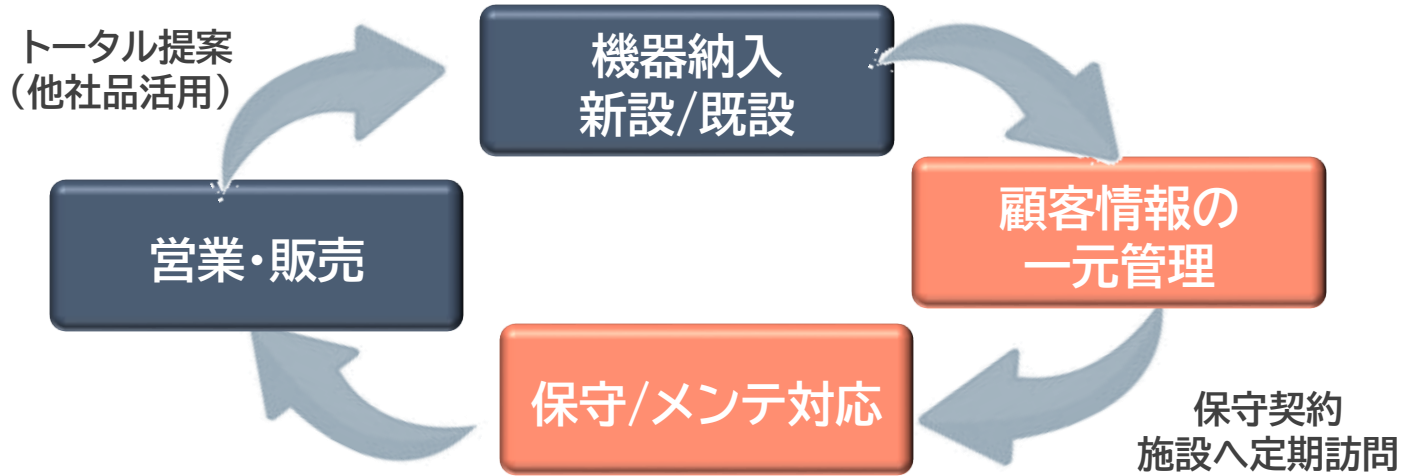 トータル提案
（他社品活用）
機器納入
新設/既設
顧客情報の
一元管理
営業・販売
保守/メンテ対応
保守契約
施設へ定期訪問